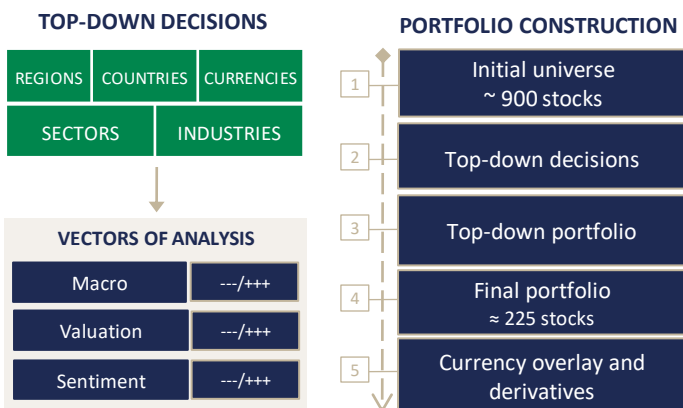 TOP-DOWN DECISIONS
REGIONS
COUNTRIES
CURRENCIES
SECTORS
INDUSTRIES
VECTORS OF ANALYSIS
Macro
---/+++
Valuation
---/+++
Sentiment
---/+++
PORTFOLIO CONSTRUCTION
1
Initial universe
~ 900 stocks
2
Top-down decisions
3
Top-down portfolio
4
Final portfolio
≈ 225 stocks
5
Currency overlay and
derivatives